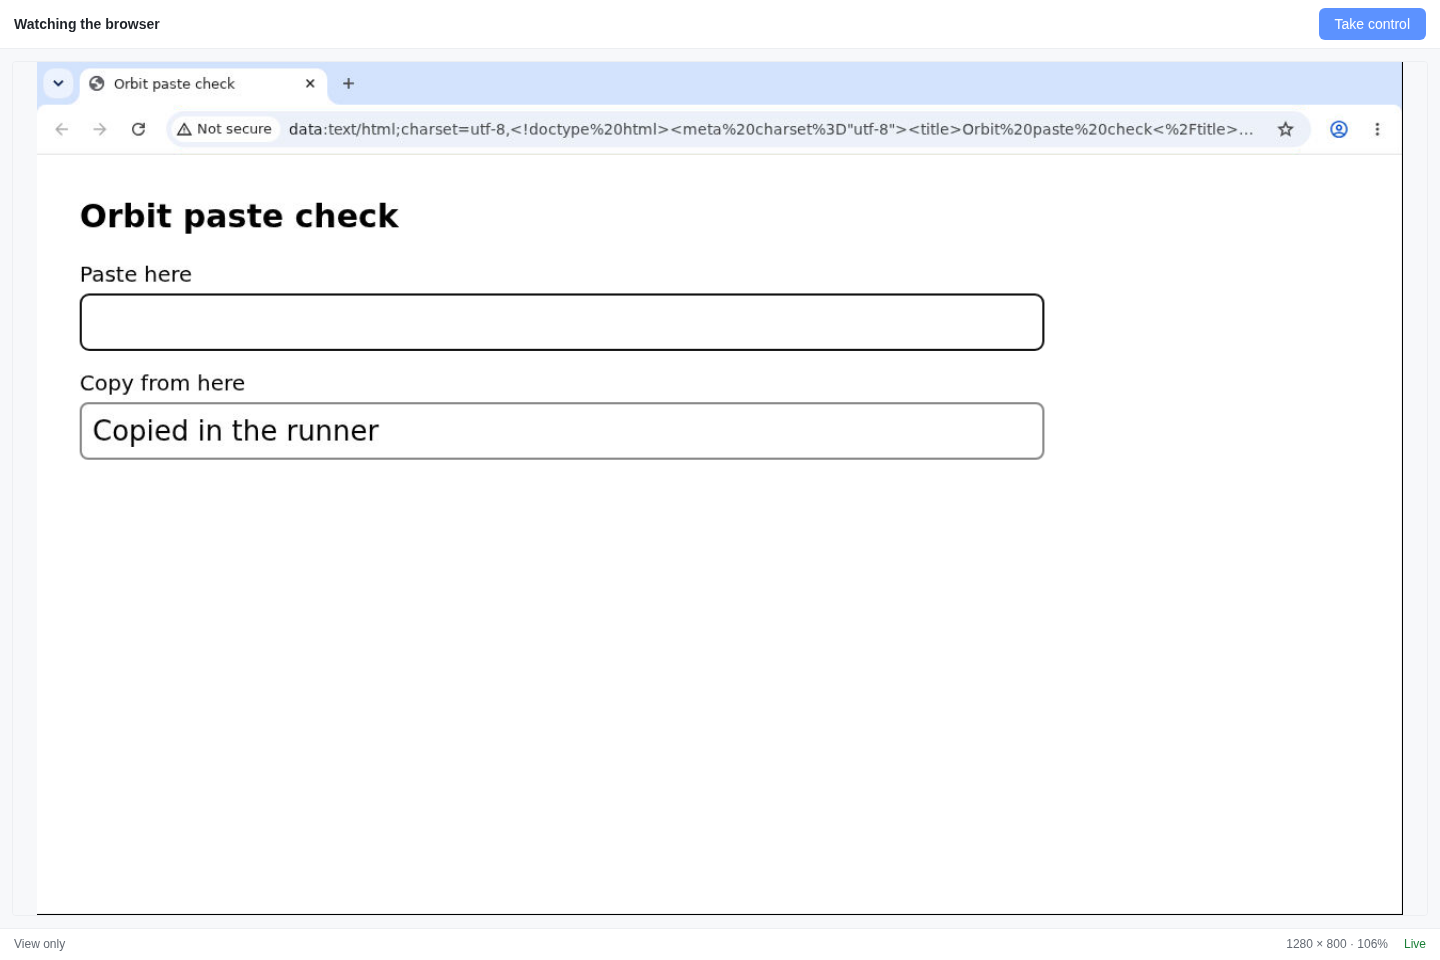 Watching the browser
Take control
Orbit paste check
Not secure
data:text/html;charset=utf-8,<!doctype%20html><meta%20charset%3D"utf-8"><title>Orbit%20paste%20check<%2Ftitle>...
Orbit paste check
Paste here
Copy from here
Copied in the runner
View only
1280 × 800 · 106%
Live